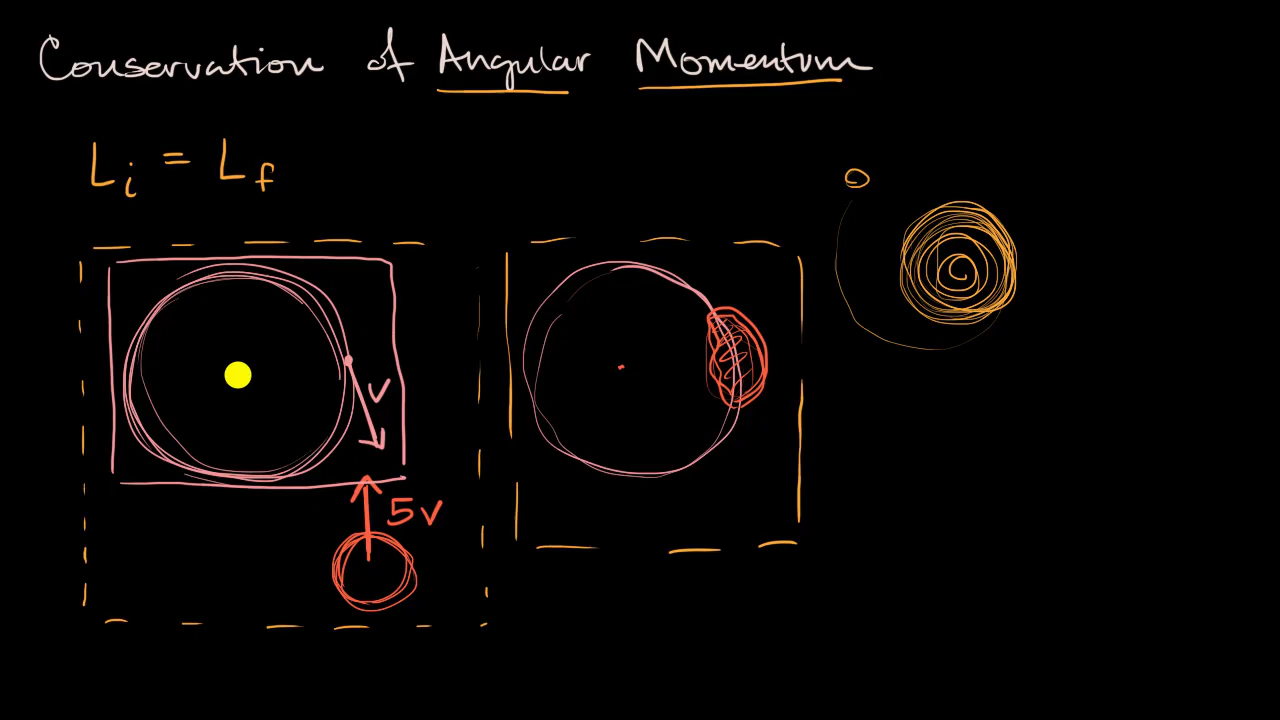 Conservation of Angular Momentum
Li = Lf
v
5v